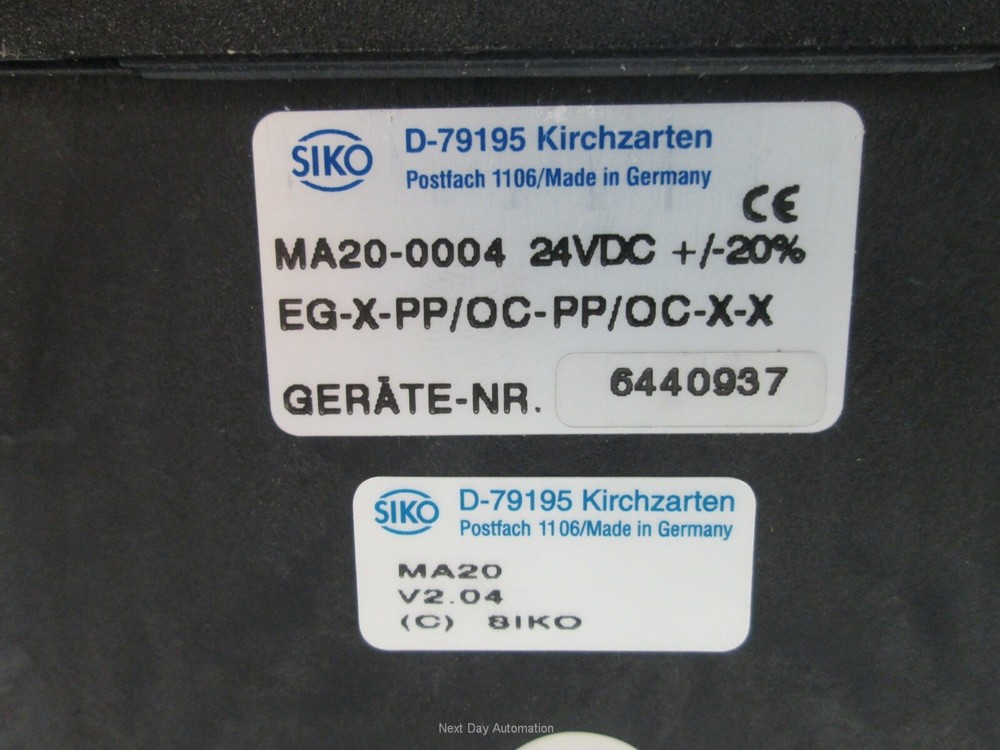 SIKO
D-79195 Kirchzarten
Postfach 1106/Made in Germany
CE
MA20-0004 24VDC +/-20%
EG-X-PP/OC-PP/OC-X-X
GERÄTE-NR. 6440937
SIKO
D-79195 Kirchzarten
Postfach 1106/Made in Germany
MA20
V2.04
(C) SIKO
Next Day Automation